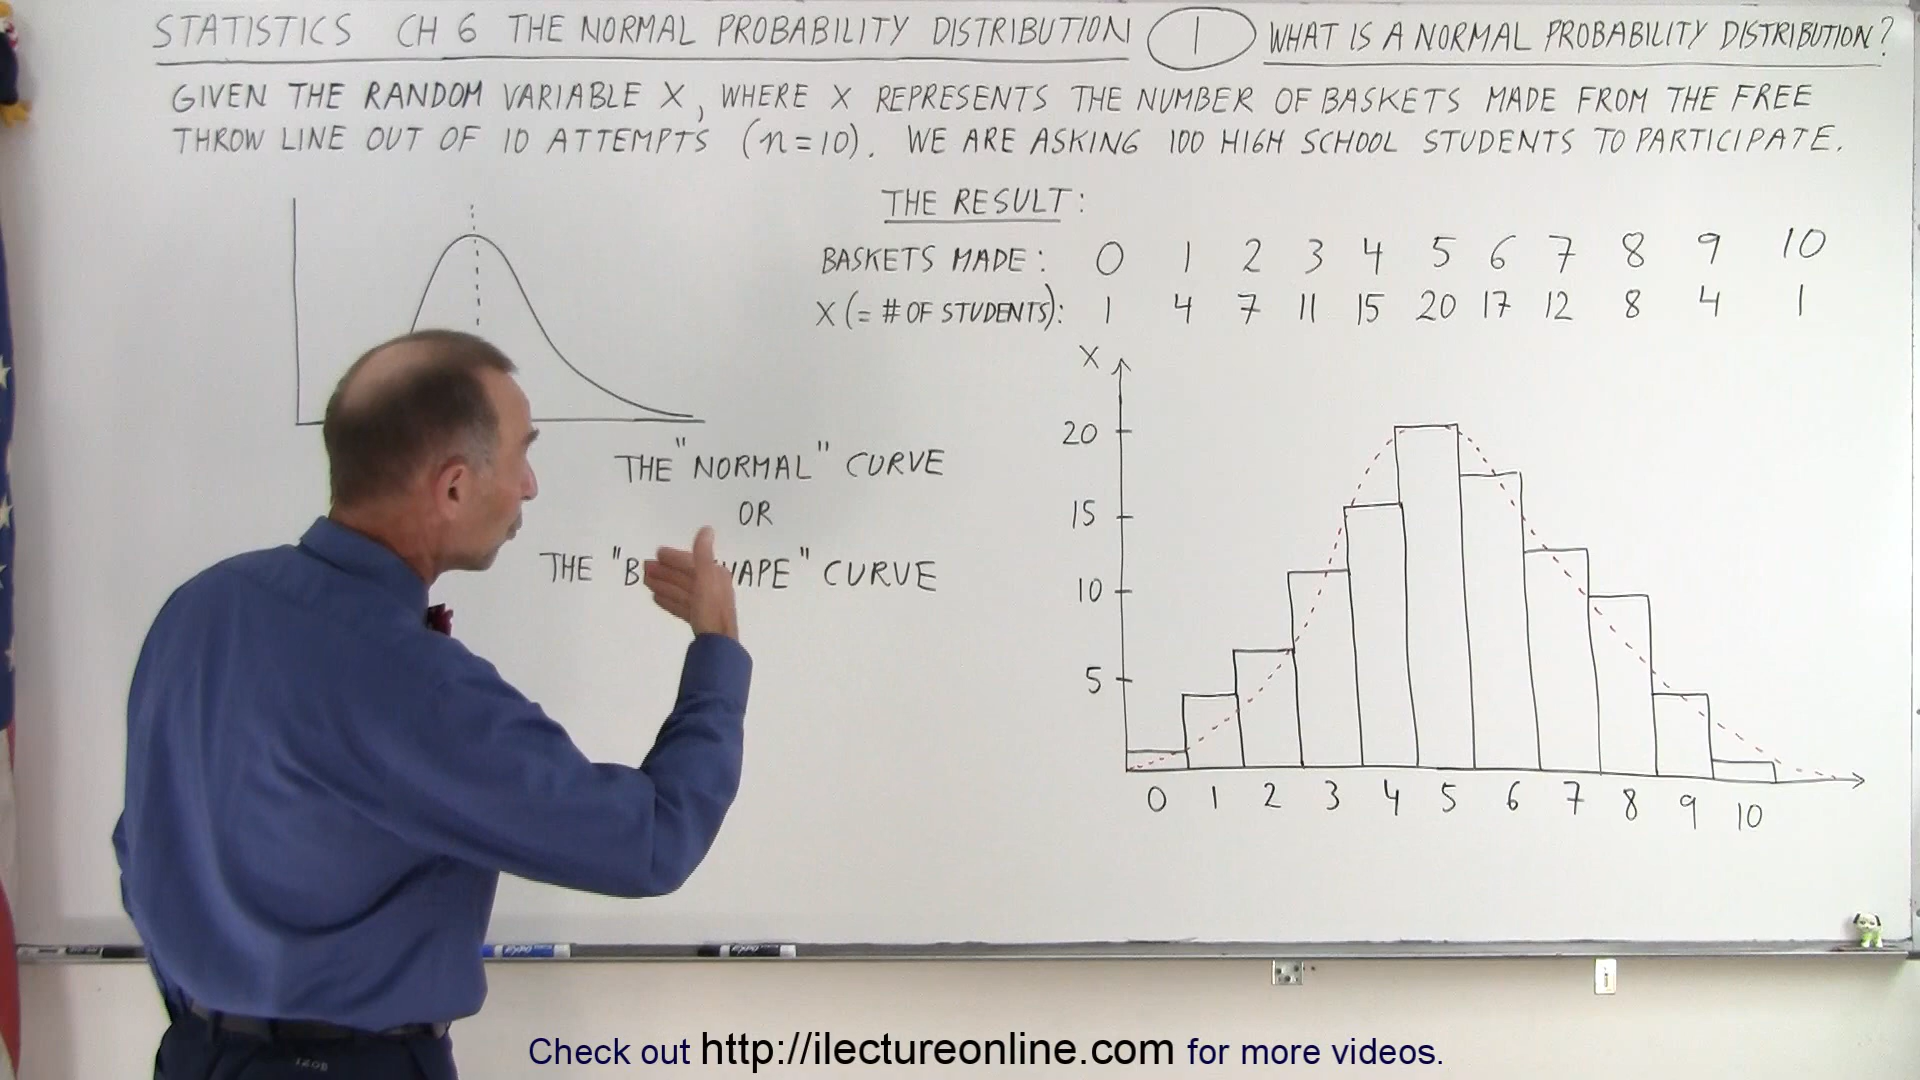 STATISTICS CH 6 THE NORMAL PROBABILITY DISTRIBUTION 1 WHAT IS A NORMAL PROBABILITY DISTRIBUTION?
GIVEN THE RANDOM VARIABLE X, WHERE X REPRESENTS THE NUMBER OF BASKETS MADE FROM THE FREE
THROW LINE OUT OF 10 ATTEMPTS (n=10). WE ARE ASKING 100 HIGH SCHOOL STUDENTS TO PARTICIPATE.
THE RESULT:
BASKETS MADE: 0 1 2 3 4 5 6 7 8 9 10
X (= # OF STUDENTS): 1 4 7 11 15 20 17 12 8 4 1
THE "NORMAL" CURVE
OR
THE " " CURVE
X
20
15
10
5
0 1 2 3 4 5 6 7 8 9 10
Check out http://ilectureonline.com for more videos.